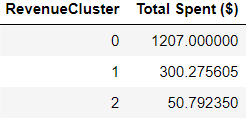 RevenueCluster Total Spent ($)
0 1207.000000
1 300.275605
2 50.792350